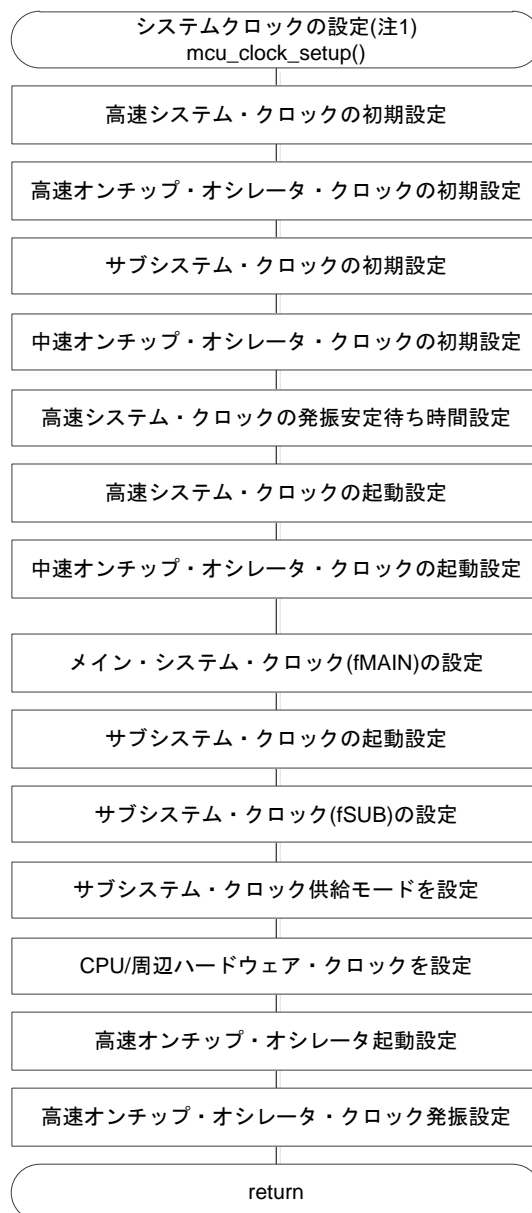 システムクロックの設定(注1)
mcu_clock_setup()
高速システム・クロックの初期設定
高速オンチップ・オシレータ・クロックの初期設定
サブシステム・クロックの初期設定
中速オンチップ・オシレータ・クロックの初期設定
高速システム・クロックの発振安定待ち時間設定
高速システム・クロックの起動設定
中速オンチップ・オシレータ・クロックの起動設定
メイン・システム・クロック(fMAIN)の設定
サブシステム・クロックの起動設定
サブシステム・クロック(fSUB)の設定
サブシステム・クロック供給モードを設定
CPU/周辺ハードウェア・クロックを設定
高速オンチップ・オシレータ起動設定
高速オンチップ・オシレータ・クロック発振設定
return